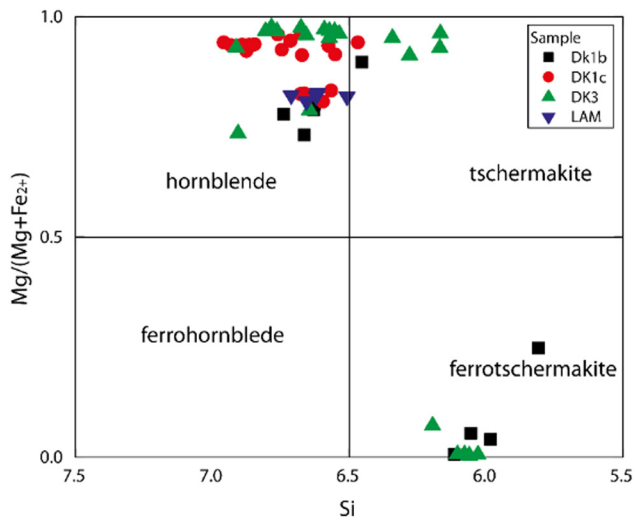 1.0
Sample
Dk1b
DK1c
DK3
LAM
hornblende
tschermakite
Mg/(Mg+Fe2+)
0.5
ferrohornblede
ferrotschermakite
0.0
7.5
7.0
6.5
6.0
5.5
Si